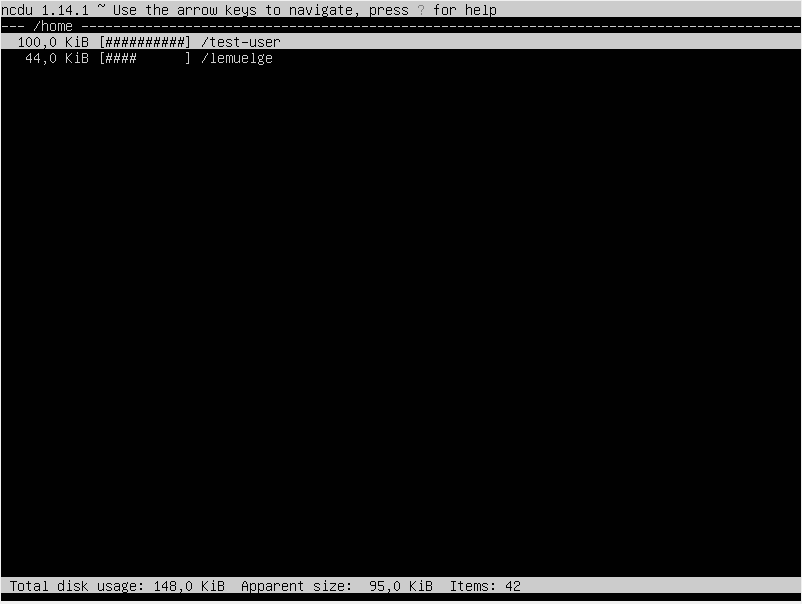 ncdu 1.14.1 ~ Use the arrow keys to navigate, press ? for help
--- /home ------------------------------------------------------------------------------------------
  100,0 KiB [##########] /test-user
   44,0 KiB [####      ] /lemuelge
 Total disk usage: 148,0 KiB  Apparent size:  95,0 KiB  Items: 42